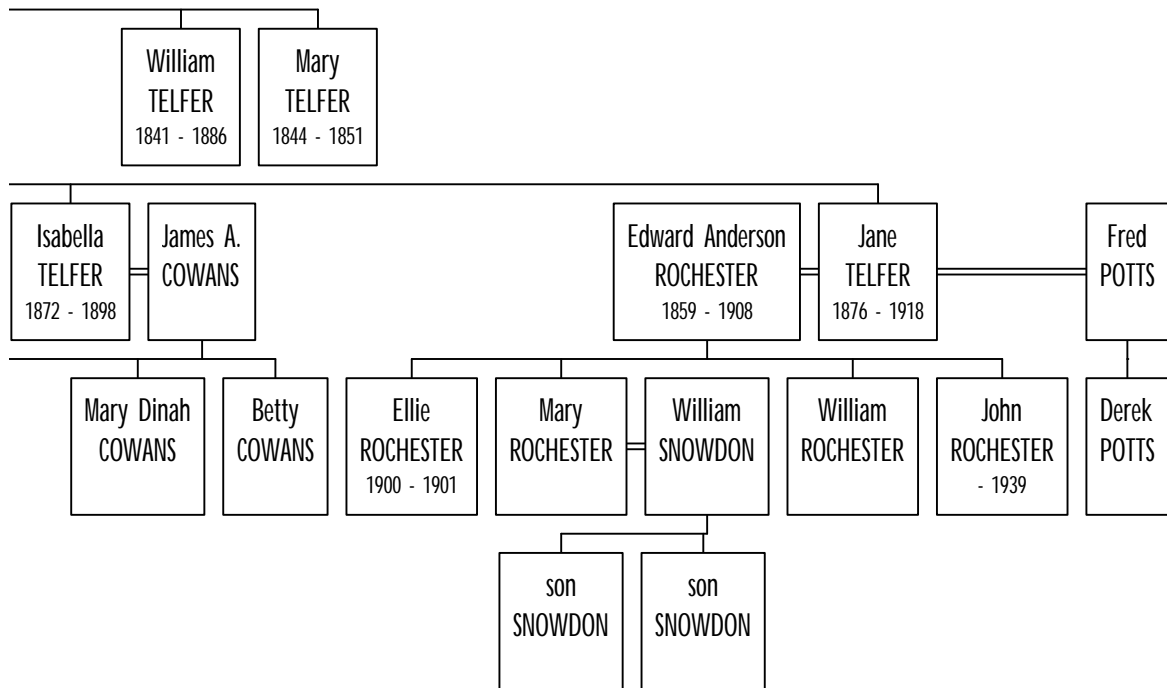 William
TELFER
1841 - 1886
Mary
TELFER
1844 - 1851
Isabella
TELFER
1872 - 1898
James A.
COWANS
Edward Anderson
ROCHESTER
1859 - 1908
Jane
TELFER
1876 - 1918
Fred
POTTS
Mary Dinah
COWANS
Betty
COWANS
Ellie
ROCHESTER
1900 - 1901
Mary
ROCHESTER
William
SNOWDON
William
ROCHESTER
John
ROCHESTER
- 1939
Derek
POTTS
son
SNOWDON
son
SNOWDON